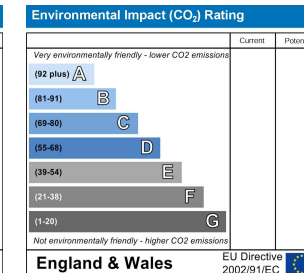 Environmental Impact (CO₂) Rating
Current Poten
Very environmentally friendly - lower CO2 emissions
(92 plus) A
(81-91) B
(69-80) C
(55-68) D
(39-54) E
(21-38) F
(1-20) G
Not environmentally friendly - higher CO2 emissions
England & Wales
EU Directive
2002/91/EC